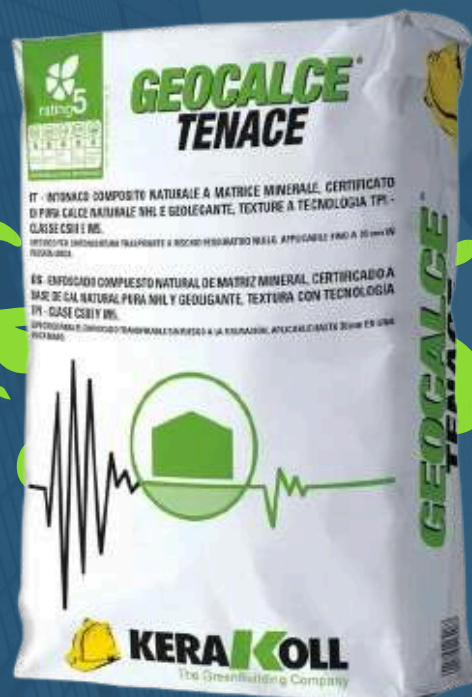 rating 5
GEOCALCE®
TENACE
IT - INTONACO COMPOSITO NATURALE A MATRICE MINERALE, CERTIFICATO
DI PURA CALCE NATURALE NHL E GEOLEGANTE, TEXTURE A TECNOLOGIA TPI -
CLASSE CSIII E M5.
ES - ENFOSCADO COMPUESTO NATURAL DE MATRIZ MINERAL, CERTIFICADO A
BASE DE CAL NATURAL PURA NHL Y GEOLIGANTE, TEXTURA CON TECNOLOGÍA
TPI - CLASE CSIII Y M5.
KERAKOLL
The GreenBuilding Company
GEOCALCE®
TENACE